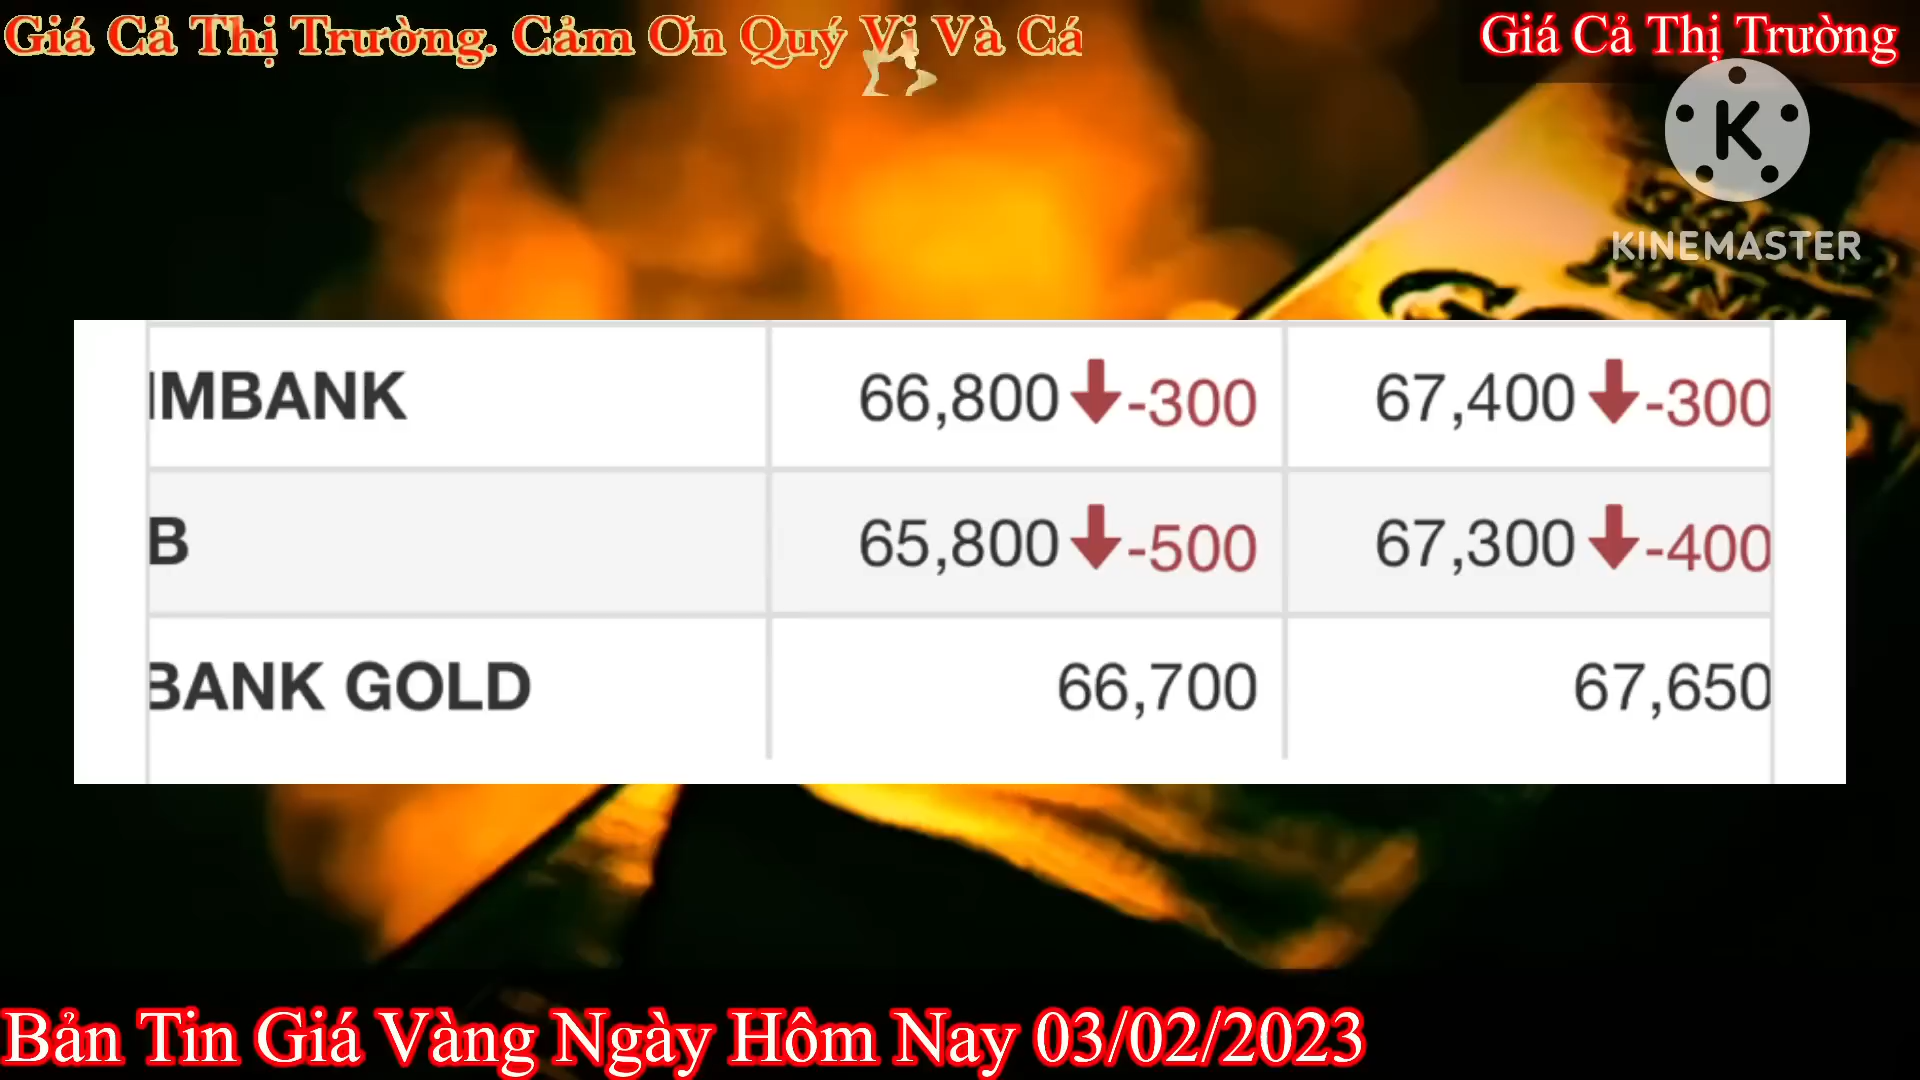 Giá Cả Thị Trường. Cảm Ơn Quý Vị Và Cá
Giá Cả Thị Trường
K
KINEMASTER
IMBANK 66,800 -300 67,400 -300
B 65,800 -500 67,300 -400
BANK GOLD 66,700 67,650
Bản Tin Giá Vàng Ngày Hôm Nay 03/02/2023